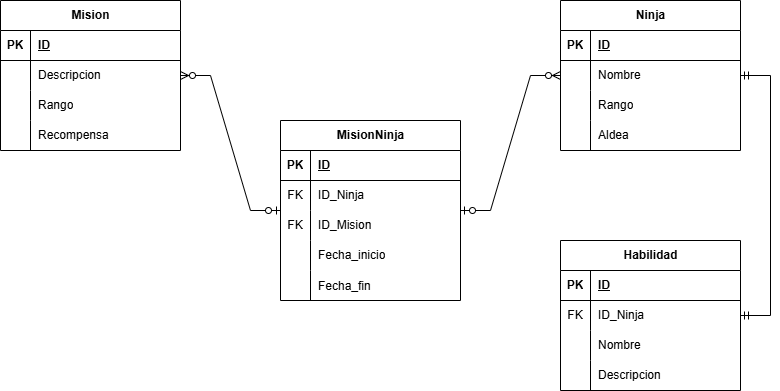 Mision
PK ID
Descripcion
Rango
Recompensa
Ninja
PK ID
Nombre
Rango
Aldea
MisionNinja
PK ID
FK ID_Ninja
FK ID_Mision
Fecha_inicio
Fecha_fin
Habilidad
PK ID
FK ID_Ninja
Nombre
Descripcion